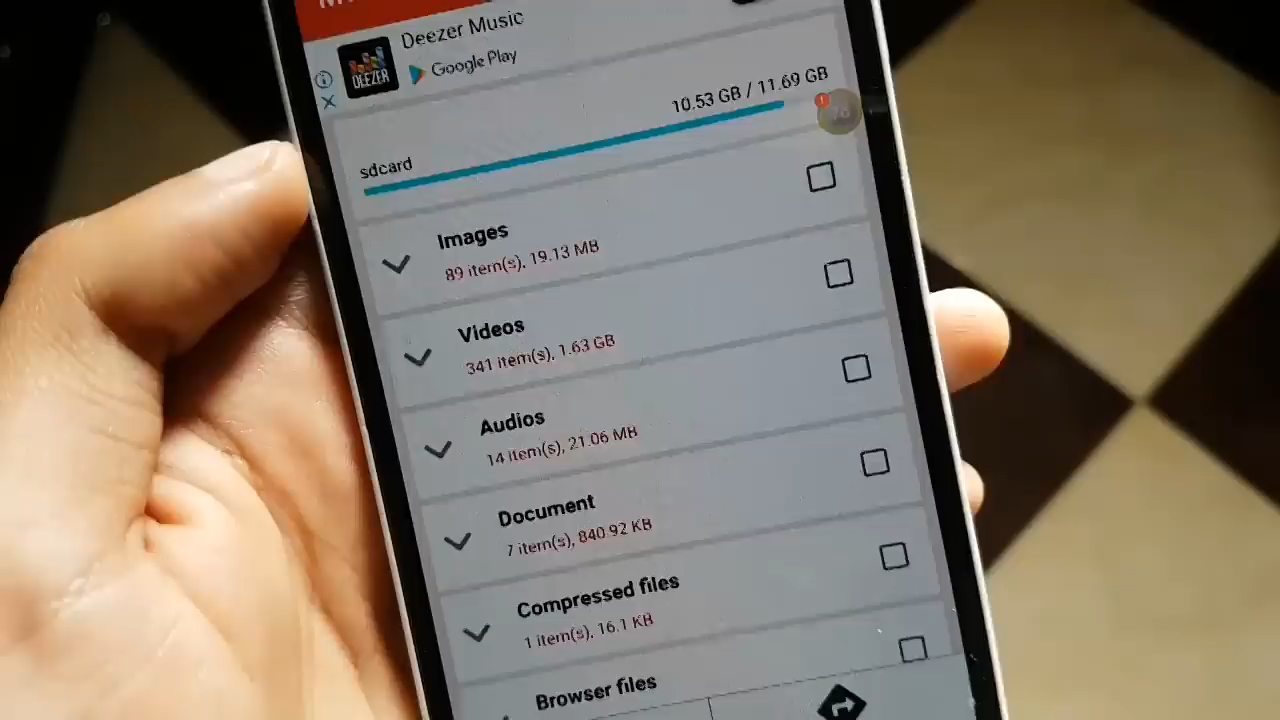 Deezer Music
DEEZER
Google Play
10.53 GB / 11.69 GB
sdcard
Images
89 item(s), 19.13 MB
Videos
341 item(s), 1.63 GB
Audios
14 item(s), 21.06 MB
Document
7 item(s), 840.92 KB
Compressed files
1 item(s), 16.1 KB
Browser files